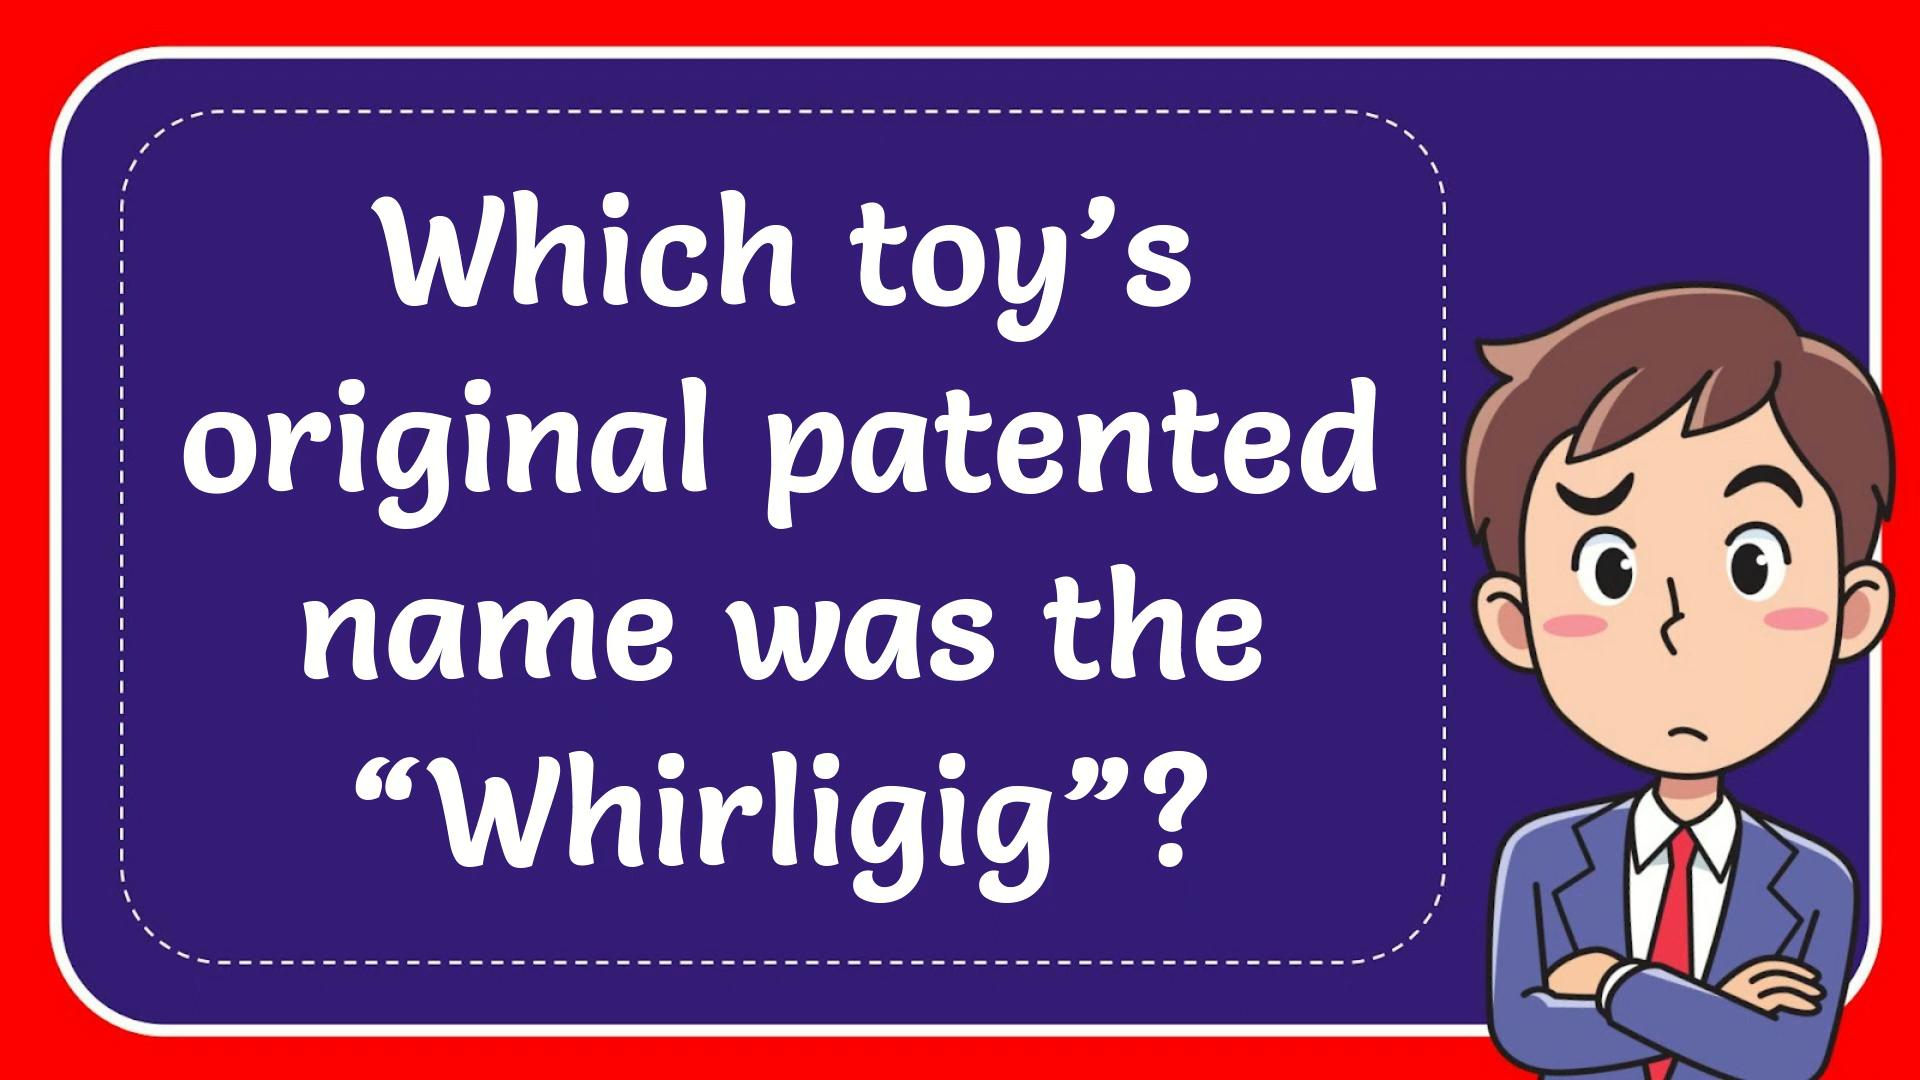 Which toy’s
original patented
name was the
“Whirligig”?